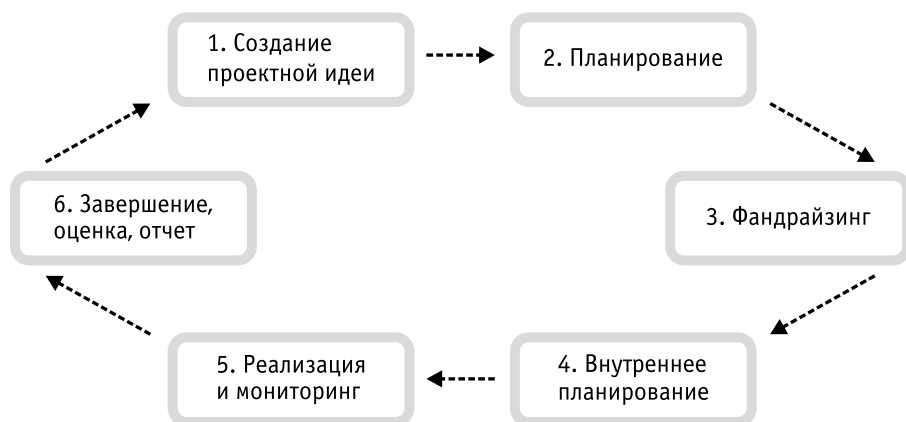 1. Создание
проектной идеи
2. Планирование
3. Фандрайзинг
4. Внутреннее
планирование
5. Реализация
и мониторинг
6. Завершение,
оценка, отчет